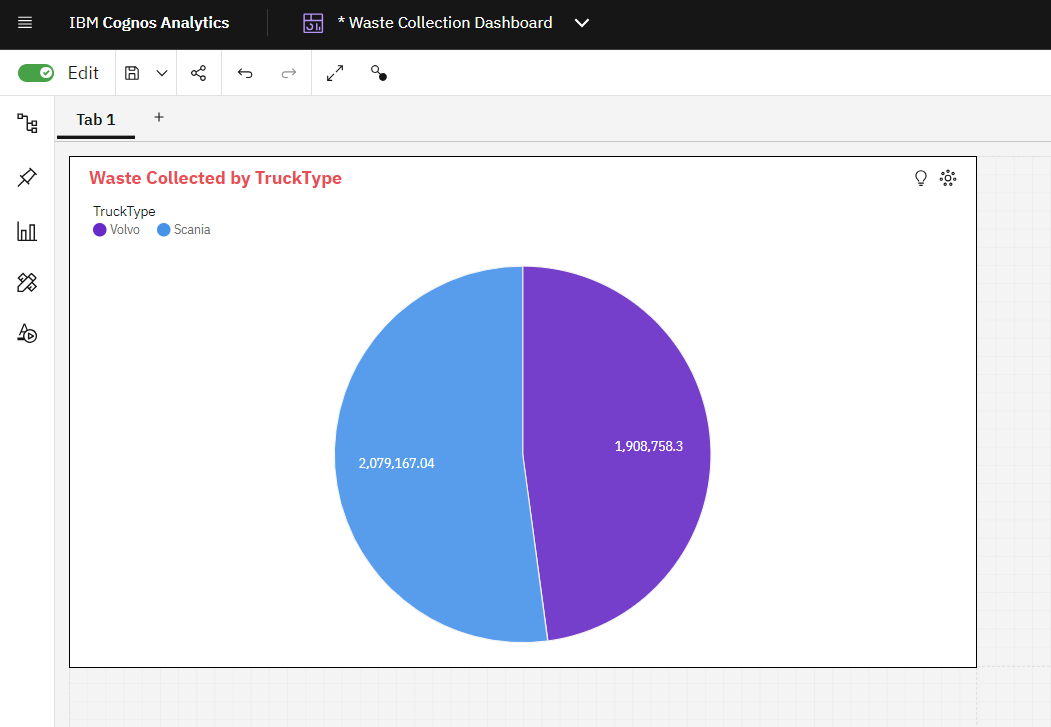 IBM Cognos Analytics
* Waste Collection Dashboard
Edit
Tab 1
+
Waste Collected by TruckType
TruckType
Volvo Scania
1,908,758.3
2,079,167.04